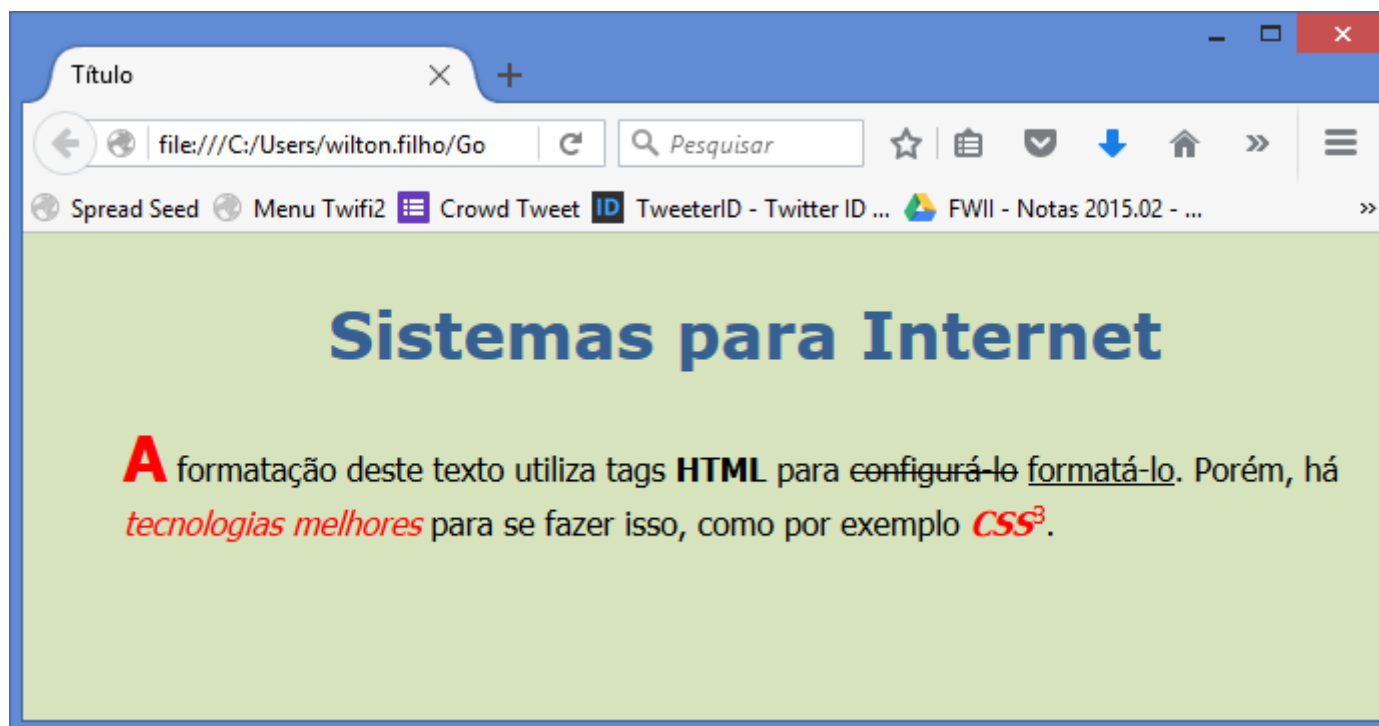 Título
file:///C:/Users/wilton.filho/Go Pesquisar
Spread Seed Menu Twifi2 Crowd Tweet ID TweeterID - Twitter ID ... FWII - Notas 2015.02 - ...
Sistemas para Internet
A formatação deste texto utiliza tags HTML para configurá-lo formatá-lo. Porém, há
tecnologias melhores para se fazer isso, como por exemplo CSS³.